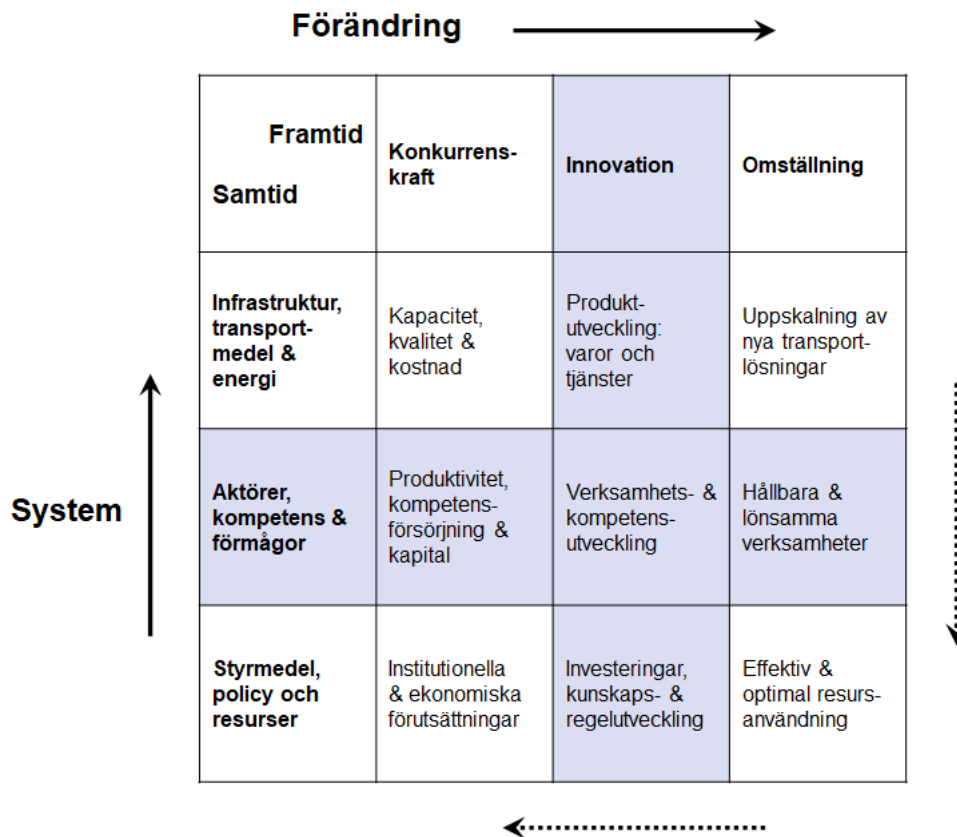 Förändring
Framtid
Samtid
Konkurrens-
kraft
Innovation
Omställning
Infrastruktur,
transport-
medel &
energi
Kapacitet,
kvalitet &
kostnad
Produkt-
utveckling:
varor och
tjänster
Uppskalning av
nya transport-
lösningar
System
Aktörer,
kompetens &
förmågor
Produktivitet,
kompetens-
försörjning &
kapital
Verksamhets- &
kompetens-
utveckling
Hållbara &
lönsamma
verksamheter
Styrmedel,
policy och
resurser
Institutionella
& ekonomiska
förutsättningar
Investeringar,
kunskaps- &
regelutveckling
Effektiv &
optimal resurs-
användning